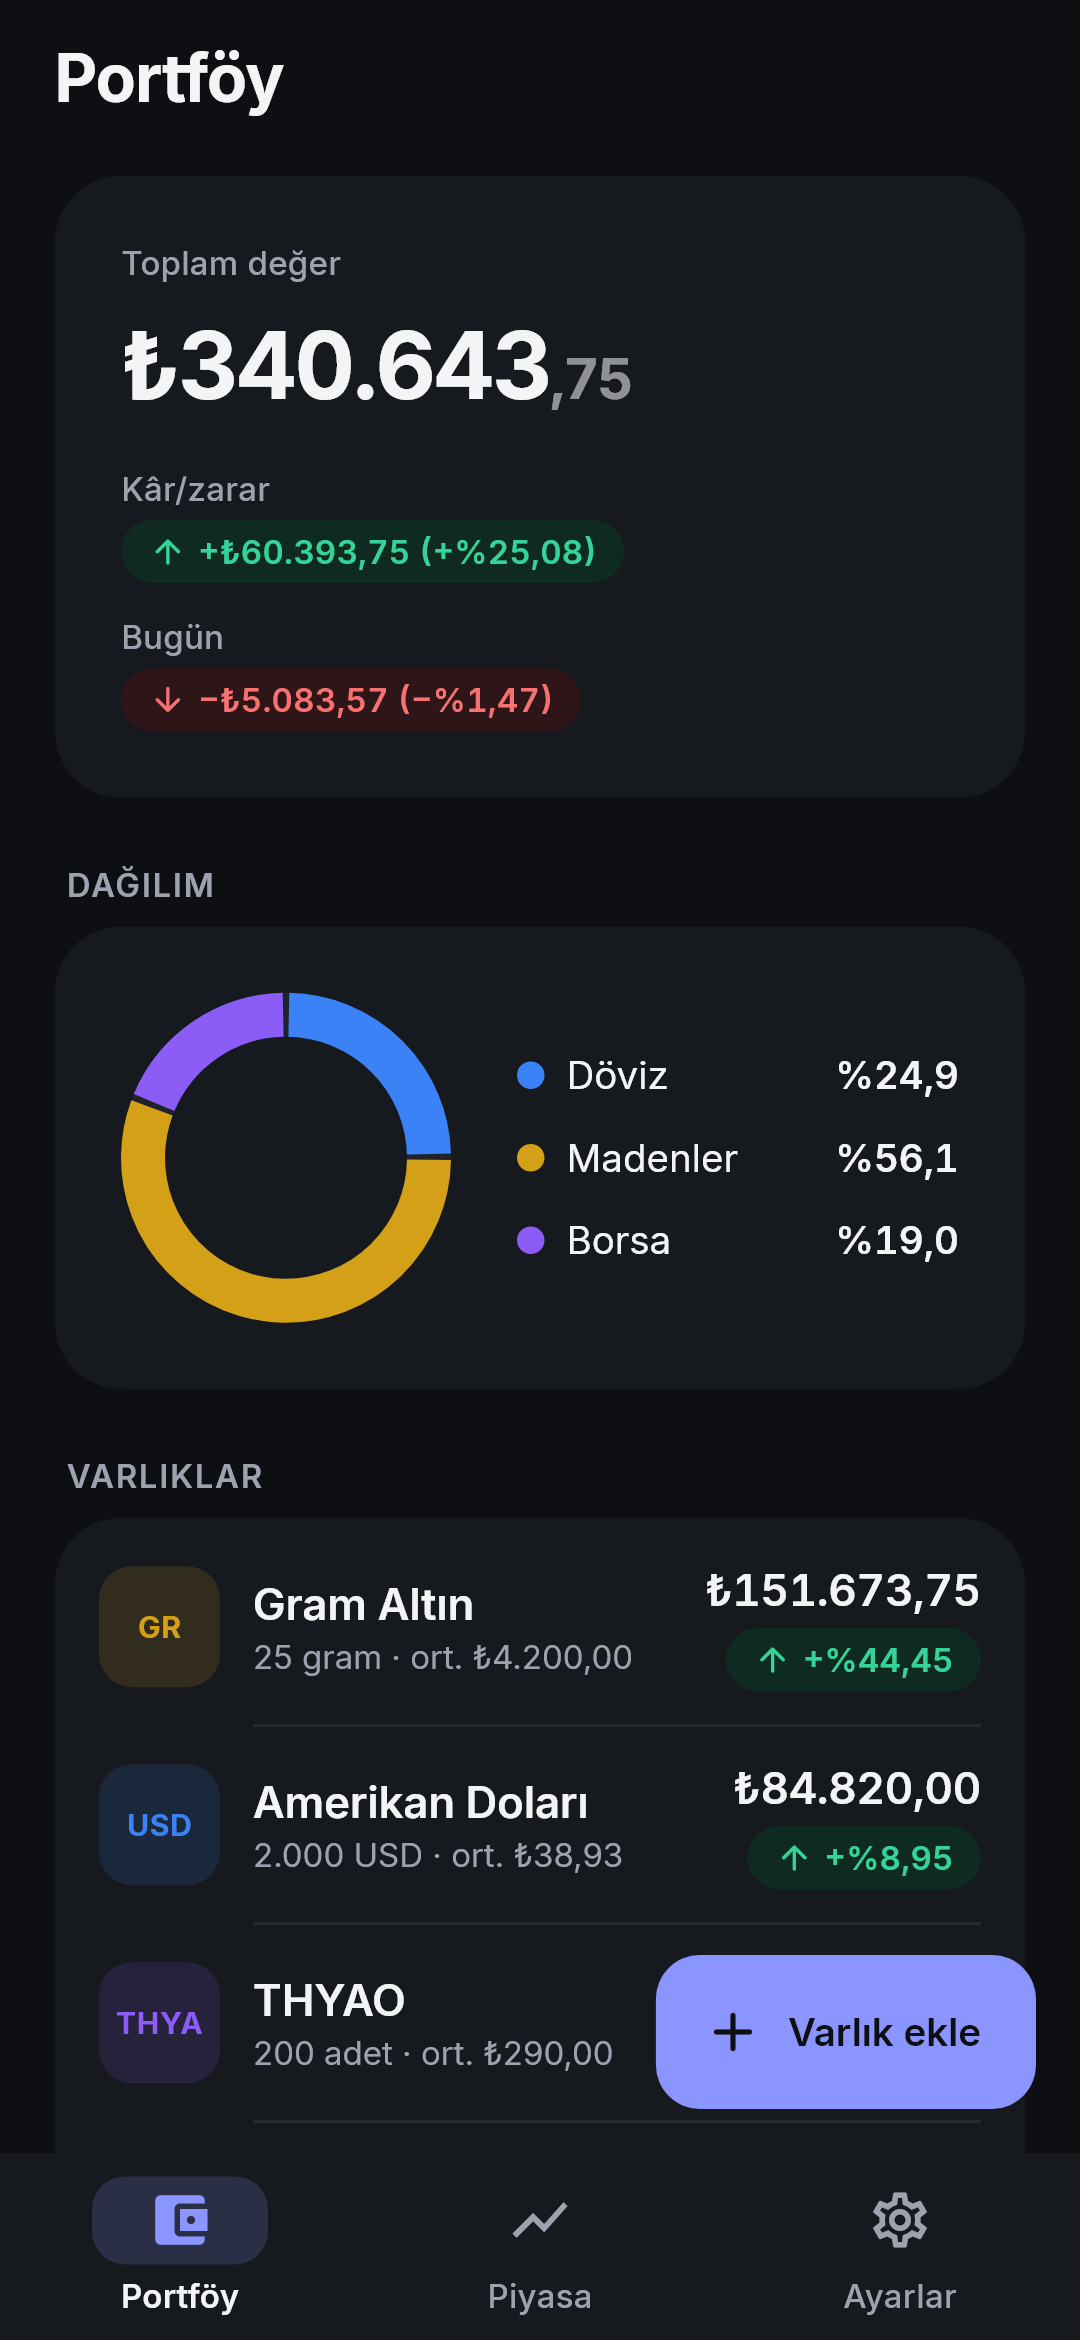 Portföy
Toplam değer
₺340.643,75
Kâr/zarar
+₺60.393,75 (+%25,08)
Bugün
−₺5.083,57 (−%1,47)
DAĞILIM
Döviz %24,9
Madenler %56,1
Borsa %19,0
VARLIKLAR
GR
Gram Altın
25 gram · ort. ₺4.200,00
₺151.673,75
+%44,45
USD
Amerikan Doları
2.000 USD · ort. ₺38,93
₺84.820,00
+%8,95
THYA
THYAO
200 adet · ort. ₺290,00
Varlık ekle
Portföy
Piyasa
Ayarlar